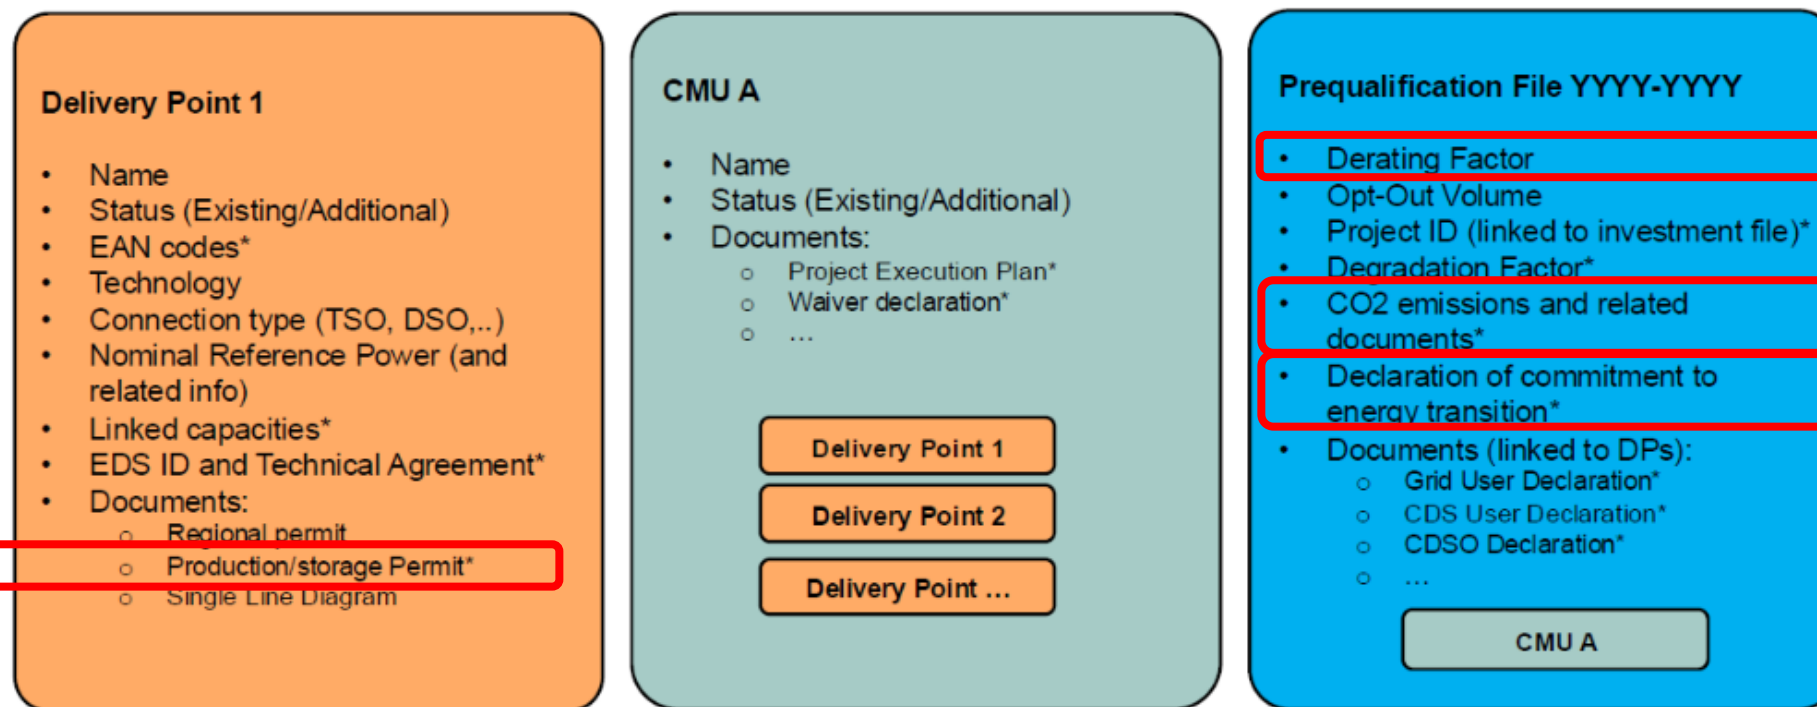 Delivery Point 1
• Name
• Status (Existing/Additional)
• EAN codes*
• Technology
• Connection type (TSO, DSO,..)
• Nominal Reference Power (and
related info)
• Linked capacities*
• EDS ID and Technical Agreement*
• Documents:
○ Regional permit
○ Production/storage Permit*
○ Single Line Diagram
CMU A
• Name
• Status (Existing/Additional)
• Documents:
○ Project Execution Plan*
○ Waiver declaration*
○ ...
Delivery Point 1
Delivery Point 2
Delivery Point ...
Prequalification File YYYY-YYYY
• Derating Factor
• Opt-Out Volume
• Project ID (linked to investment file)*
• Degradation Factor*
• CO2 emissions and related
documents*
• Declaration of commitment to
energy transition*
• Documents (linked to DPs):
○ Grid User Declaration*
○ CDS User Declaration*
○ CDSO Declaration*
○ ...
CMU A